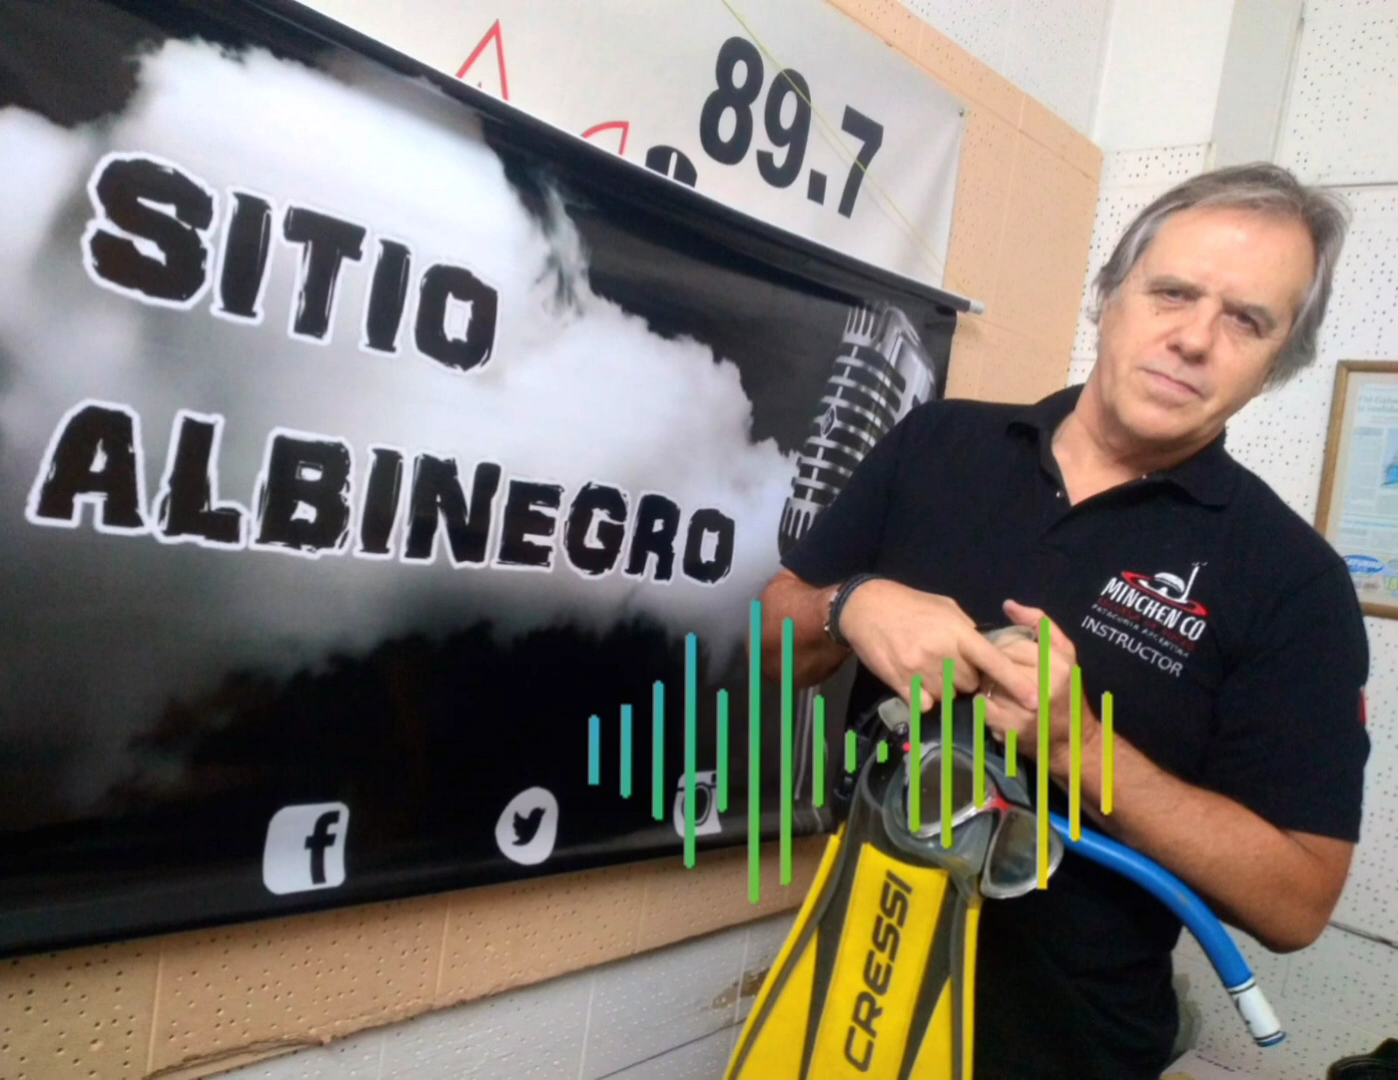 89.7
SITIO
ALBINEGRO
MINCHEN CO
PATAGONIA ARGENTINA
INSTRUCTOR
CRESSI